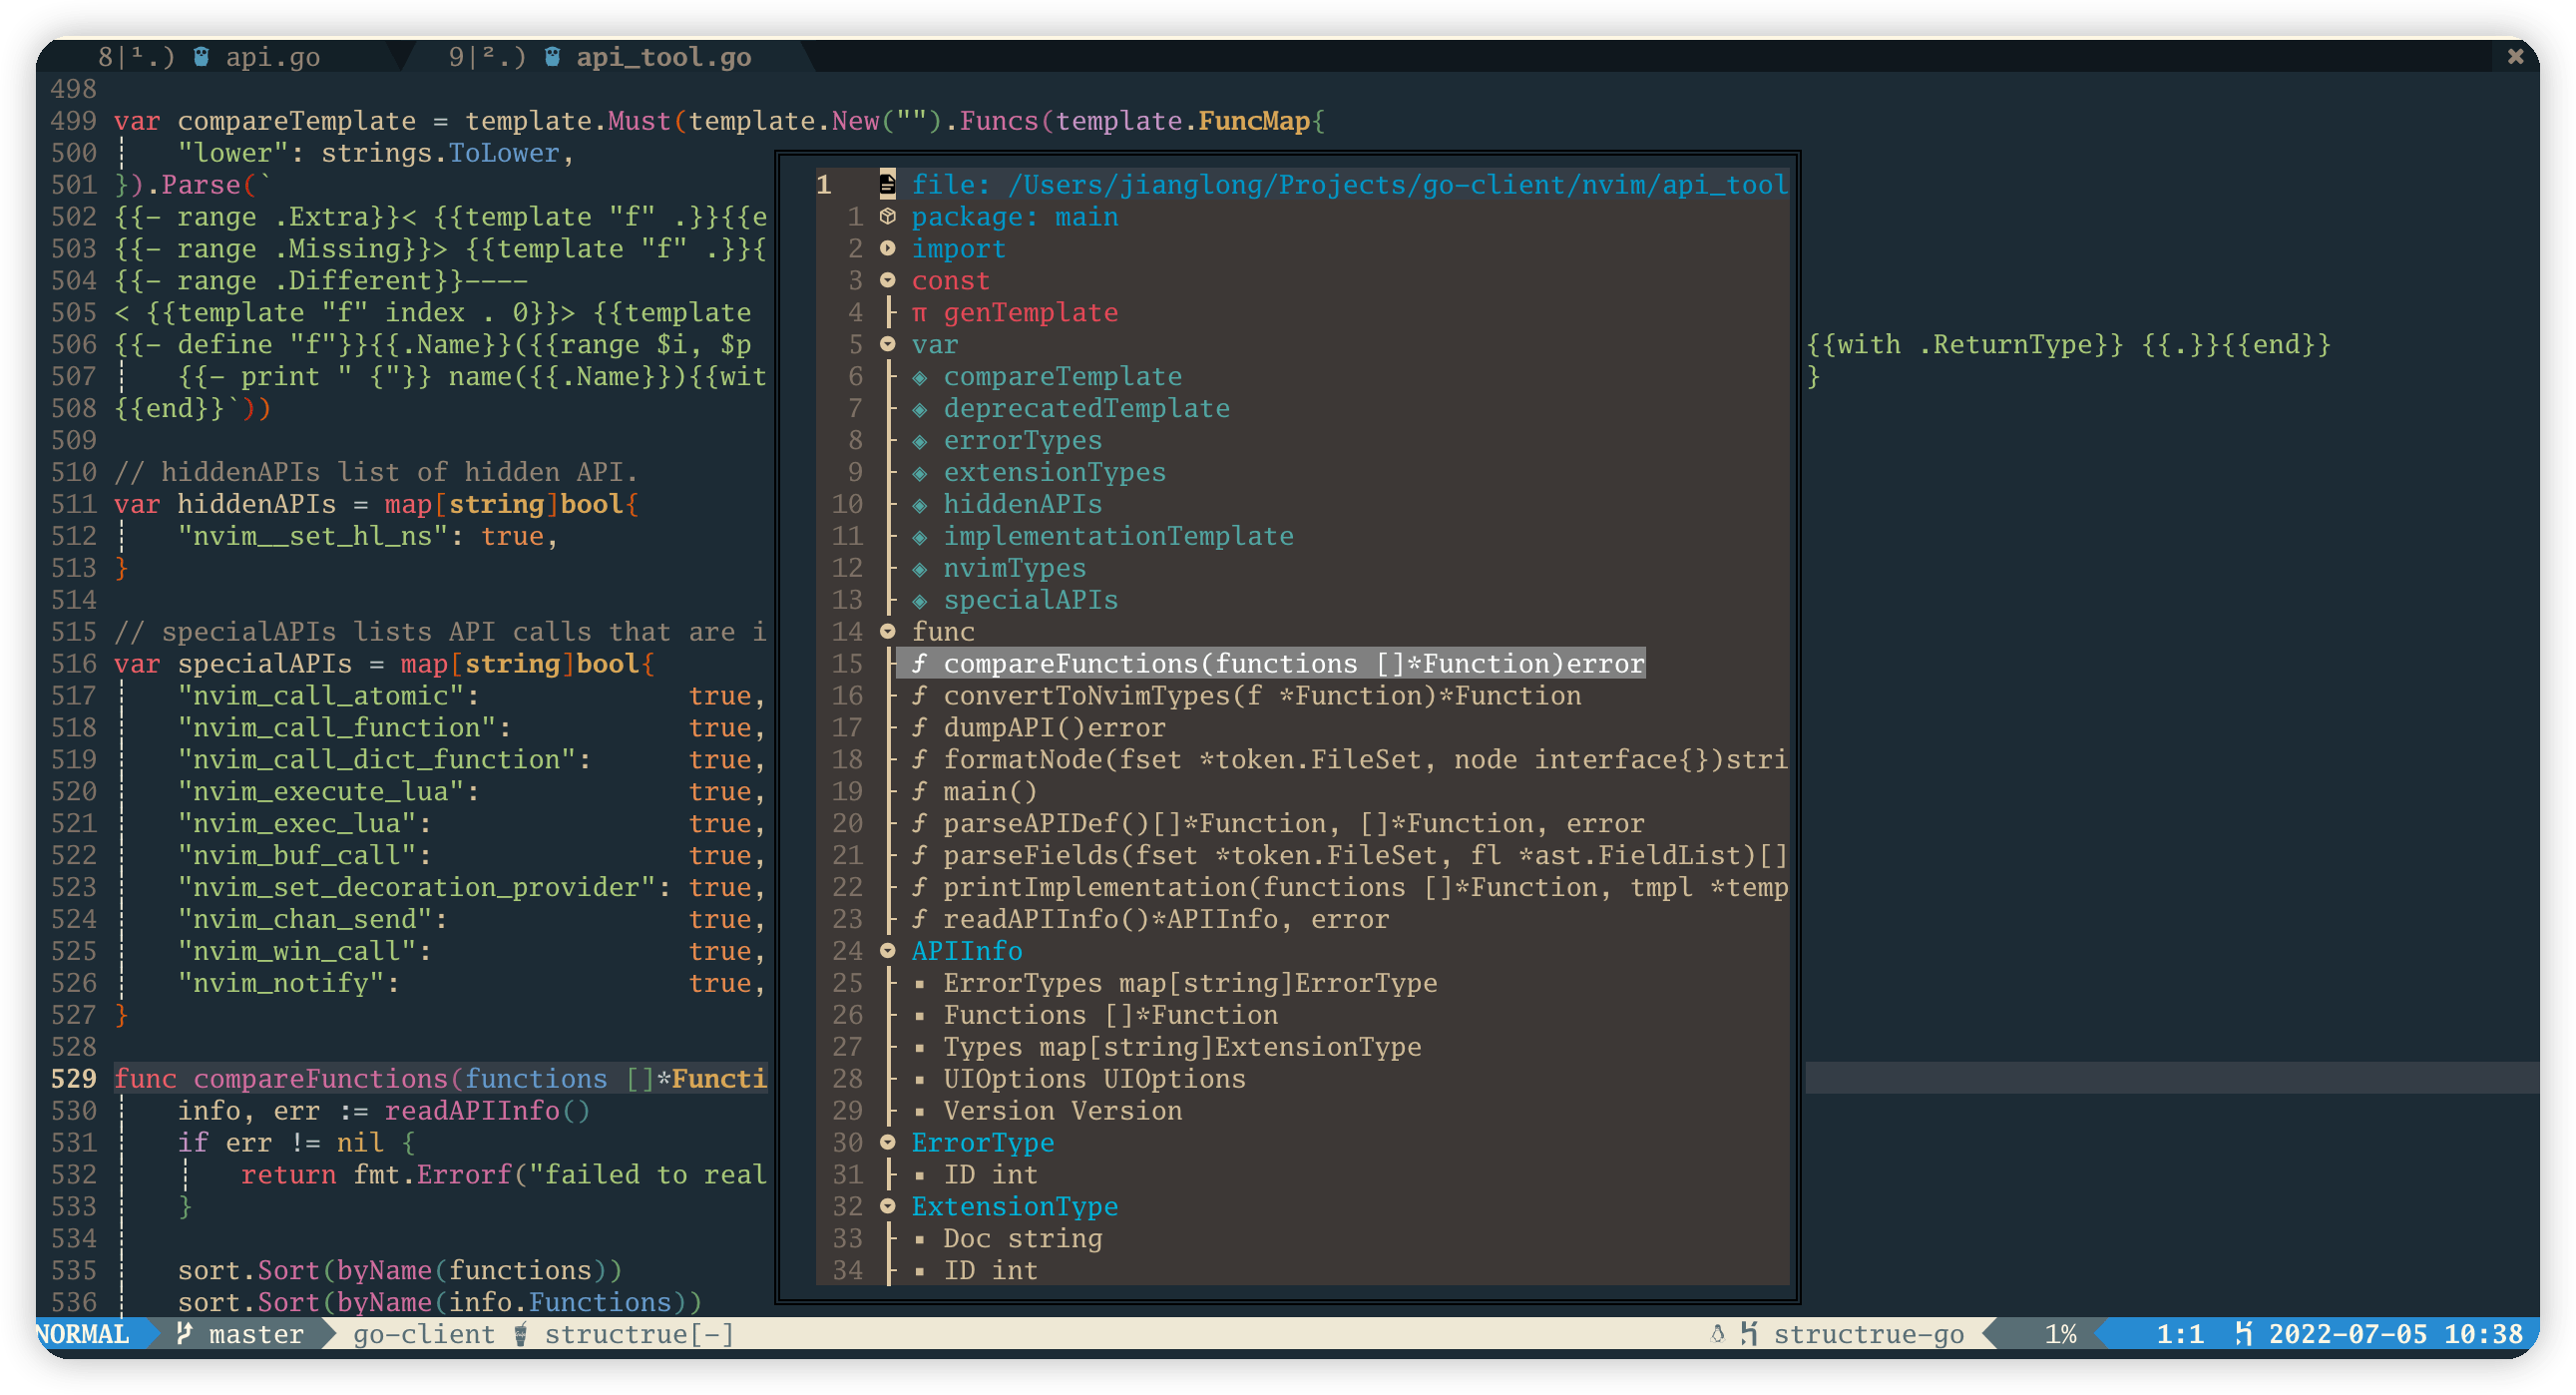 8|¹.) api.go 9|².) api_tool.go ✖
498
499 var compareTemplate = template.Must(template.New("").Funcs(template.FuncMap{
500 "lower": strings.ToLower,
501 }).Parse(`
502 {{- range .Extra}}< {{template "f" .}}{{e
503 {{- range .Missing}}> {{template "f" .}}{
504 {{- range .Different}}----
505 < {{template "f" index . 0}}> {{template
506 {{- define "f"}}{{.Name}}({{range $i, $p
507 {{- print " {"}} name({{.Name}}){{wit
508 {{end}}`))
509
510 // hiddenAPIs list of hidden API.
511 var hiddenAPIs = map[string]bool{
512 "nvim__set_hl_ns": true,
513 }
514
515 // specialAPIs lists API calls that are i
516 var specialAPIs = map[string]bool{
517 "nvim_call_atomic": true,
518 "nvim_call_function": true,
519 "nvim_call_dict_function": true,
520 "nvim_execute_lua": true,
521 "nvim_exec_lua": true,
522 "nvim_buf_call": true,
523 "nvim_set_decoration_provider": true,
524 "nvim_chan_send": true,
525 "nvim_win_call": true,
526 "nvim_notify": true,
527 }
528
529 func compareFunctions(functions []*Functi
530 info, err := readAPIInfo()
531 if err != nil {
532 return fmt.Errorf("failed to real
533 }
534
535 sort.Sort(byName(functions))
536 sort.Sort(byName(info.Functions))
1 file: /Users/jianglong/Projects/go-client/nvim/api_tool
1 package: main
2 import
3 const
4 π genTemplate
5 var
6 ◈ compareTemplate
7 ◈ deprecatedTemplate
8 ◈ errorTypes
9 ◈ extensionTypes
10 ◈ hiddenAPIs
11 ◈ implementationTemplate
12 ◈ nvimTypes
13 ◈ specialAPIs
14 func
15 ƒ compareFunctions(functions []*Function)error
16 ƒ convertToNvimTypes(f *Function)*Function
17 ƒ dumpAPI()error
18 ƒ formatNode(fset *token.FileSet, node interface{})stri
19 ƒ main()
20 ƒ parseAPIDef()[]*Function, []*Function, error
21 ƒ parseFields(fset *token.FileSet, fl *ast.FieldList)[]
22 ƒ printImplementation(functions []*Function, tmpl *temp
23 ƒ readAPIInfo()*APIInfo, error
24 APIInfo
25 ▪ ErrorTypes map[string]ErrorType
26 ▪ Functions []*Function
27 ▪ Types map[string]ExtensionType
28 ▪ UIOptions UIOptions
29 ▪ Version Version
30 ErrorType
31 ▪ ID int
32 ExtensionType
33 ▪ Doc string
34 ▪ ID int
{{with .ReturnType}} {{.}}{{end}}
}
NORMAL master go-client structrue[-] structrue-go 1% 1:1 2022-07-05 10:38